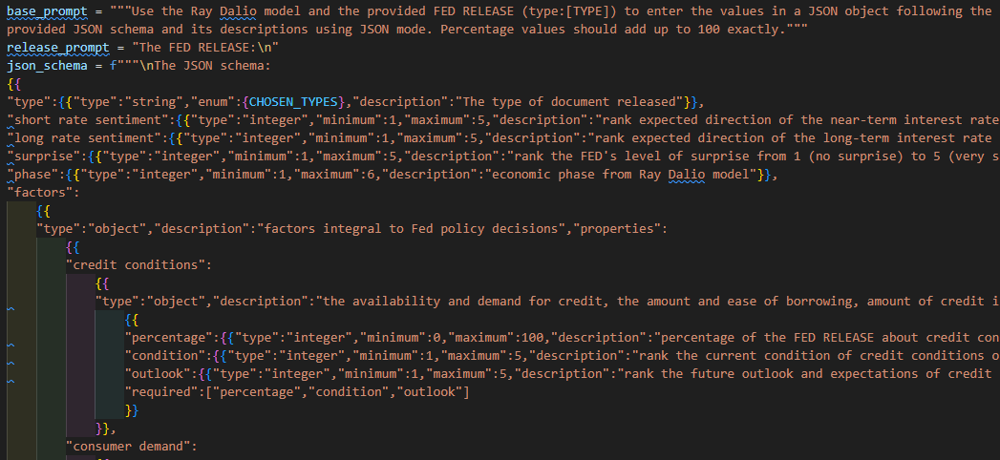 base_prompt = """Use the Ray Dalio model and the provided FED RELEASE (type:[TYPE]) to enter the values in a JSON object following the
provided JSON schema and its descriptions using JSON mode. Percentage values should add up to 100 exactly."""
release_prompt = "The FED RELEASE:\n"
json_schema = f"""\nThe JSON schema:
{{
"type":{{"type":"string","enum":{CHOSEN_TYPES},"description":"The type of document released"}},
"short rate sentiment":{{"type":"integer","minimum":1,"maximum":5,"description":"rank expected direction of the near-term interest rate
"long rate sentiment":{{"type":"integer","minimum":1,"maximum":5,"description":"rank expected direction of the long-term interest rate
"surprise":{{"type":"integer","minimum":1,"maximum":5,"description":"rank the FED's level of surprise from 1 (no surprise) to 5 (very s
"phase":{{"type":"integer","minimum":1,"maximum":6,"description":"economic phase from Ray Dalio model"}},
"factors":
{{
"type":"object","description":"factors integral to Fed policy decisions","properties":
{{
"credit conditions":
{{
"type":"object","description":"the availability and demand for credit, the amount and ease of borrowing, amount of credit i
{{
"percentage":{{"type":"integer","minimum":0,"maximum":100,"description":"percentage of the FED RELEASE about credit con
"condition":{{"type":"integer","minimum":1,"maximum":5,"description":"rank the current condition of credit conditions o
"outlook":{{"type":"integer","minimum":1,"maximum":5,"description":"rank the future outlook and expectations of credit
"required":["percentage","condition","outlook"]
}}
}},
"consumer demand":